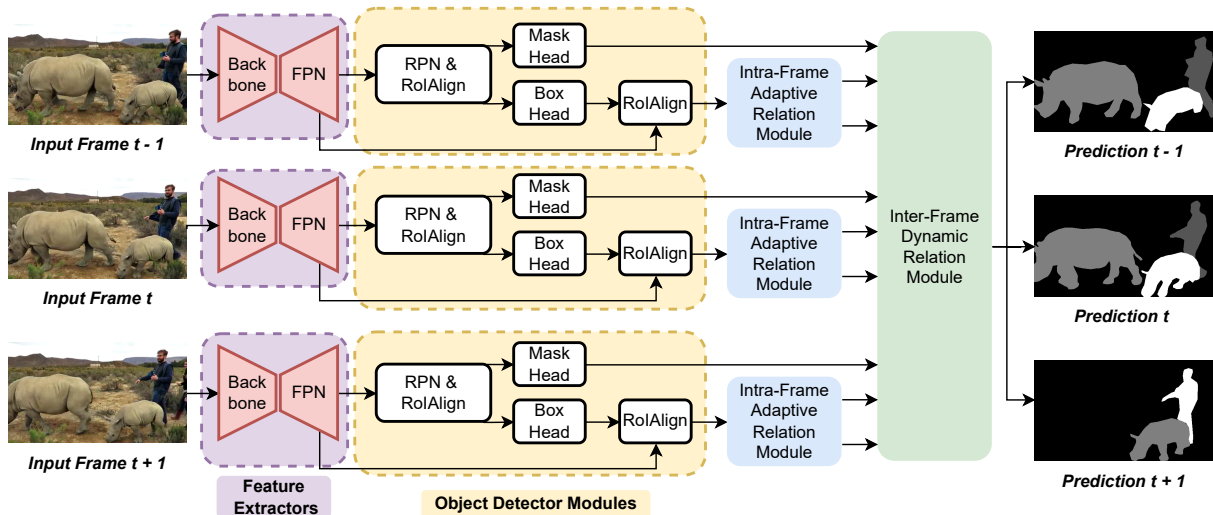 Input Frame t - 1
Back
bone
FPN
RPN &
RoIAlign
Mask
Head
Box
Head
RoIAlign
Intra-Frame
Adaptive
Relation
Module
Prediction t - 1
Input Frame t
Back
bone
FPN
RPN &
RoIAlign
Mask
Head
Box
Head
RoIAlign
Intra-Frame
Adaptive
Relation
Module
Inter-Frame
Dynamic
Relation
Module
Prediction t
Input Frame t + 1
Back
bone
FPN
RPN &
RoIAlign
Mask
Head
Box
Head
RoIAlign
Intra-Frame
Adaptive
Relation
Module
Prediction t + 1
Feature
Extractors
Object Detector Modules